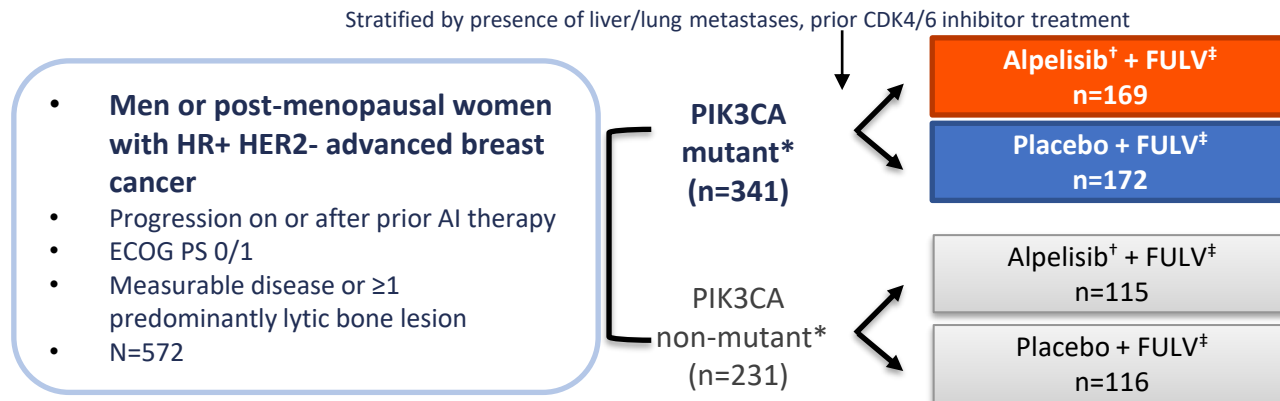 Stratified by presence of liver/lung metastases, prior CDK4/6 inhibitor treatment
• Men or post-menopausal women
with HR+ HER2- advanced breast
cancer
• Progression on or after prior AI therapy
• ECOG PS 0/1
• Measurable disease or ≥1
predominantly lytic bone lesion
• N=572
PIK3CA
mutant*
(n=341)
Alpelisib† + FULV‡
n=169
Placebo + FULV‡
n=172
PIK3CA
non-mutant*
(n=231)
Alpelisib† + FULV‡
n=115
Placebo + FULV‡
n=116